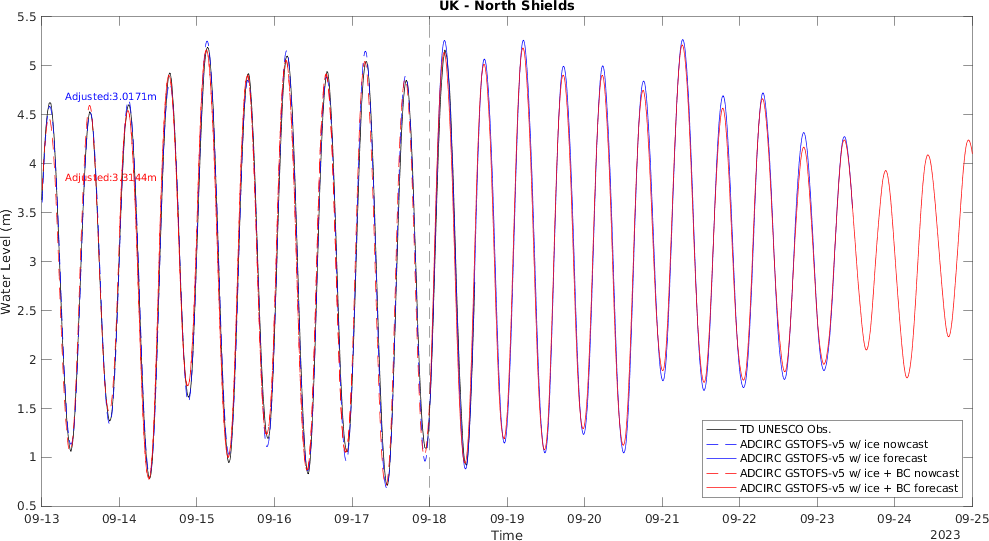 UK - North Shields
5.5
5
4.5
4
3.5
3
2.5
2
1.5
1
0.5
Water Level (m)
Adjusted:3.0171m
Adjusted:3.3144m
TD UNESCO Obs.
ADCIRC GSTOFS-v5 w/ ice nowcast
ADCIRC GSTOFS-v5 w/ ice forecast
ADCIRC GSTOFS-v5 w/ ice + BC nowcast
ADCIRC GSTOFS-v5 w/ ice + BC forecast
09-13 09-14 09-15 09-16 09-17 09-18 09-19 09-20 09-21 09-22 09-23 09-24 09-25
Time 2023